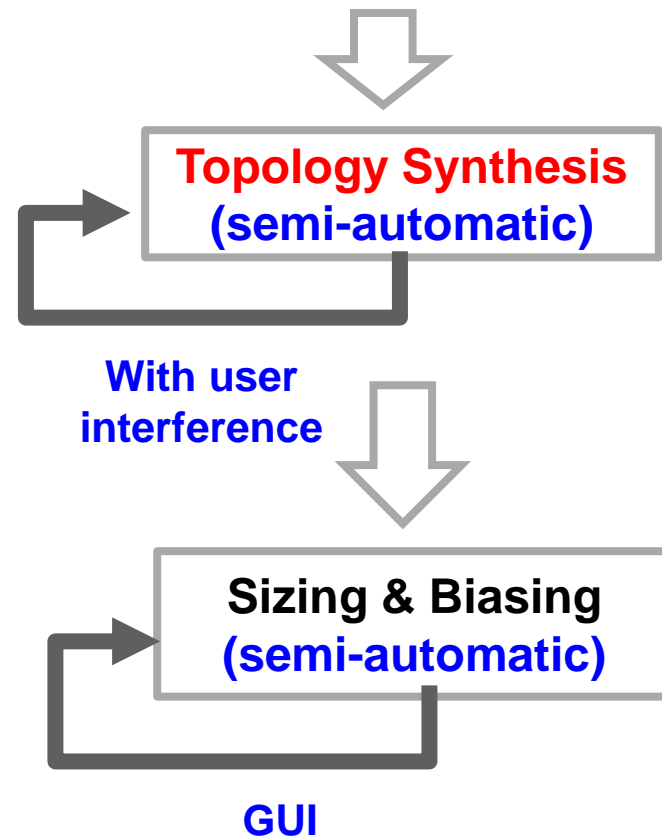 Topology Synthesis
(semi-automatic)
With user
interference
Sizing & Biasing
(semi-automatic)
GUI